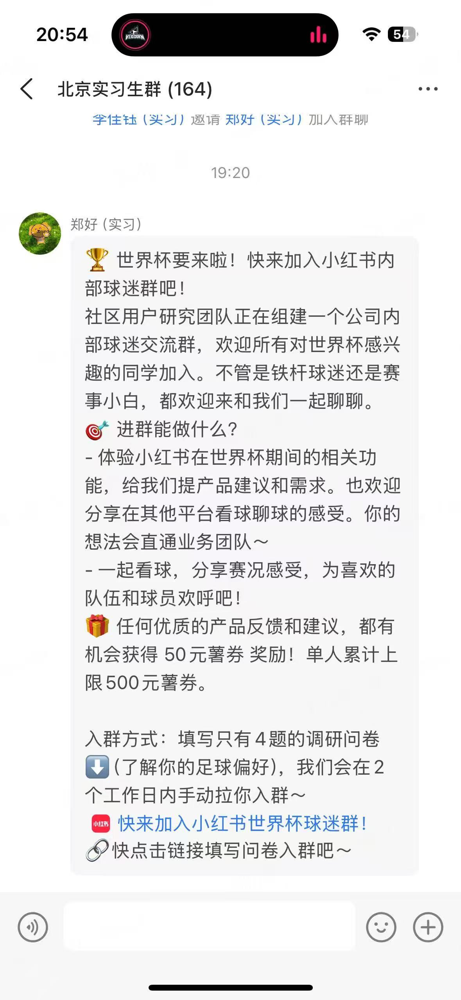 20:54
VEILBORN
54
北京实习生群 (164)
李佳钰（实习）邀请 郑好（实习）加入群聊
19:20
郑好（实习）
🏆 世界杯要来啦！快来加入小红书内
部球迷群吧！
社区用户研究团队正在组建一个公司内
部球迷交流群，欢迎所有对世界杯感兴
趣的同学加入。不管是铁杆球迷还是赛
事小白，都欢迎来和我们一起聊聊。
🎯 进群能做什么？
- 体验小红书在世界杯期间的相关功
能，给我们提产品建议和需求。也欢迎
分享在其他平台看球聊球的感受。你的
想法会直通业务团队～
- 一起看球，分享赛况感受，为喜欢的
队伍和球员欢呼吧！
🎁 任何优质的产品反馈和建议，都有
机会获得 50元薯券 奖励！单人累计上
限500元薯券。
入群方式：填写只有4题的调研问卷
⬇️(了解你的足球偏好)，我们会在2
个工作日内手动拉你入群～
小红书 快来加入小红书世界杯球迷群！
🔗快点击链接填写问卷入群吧～